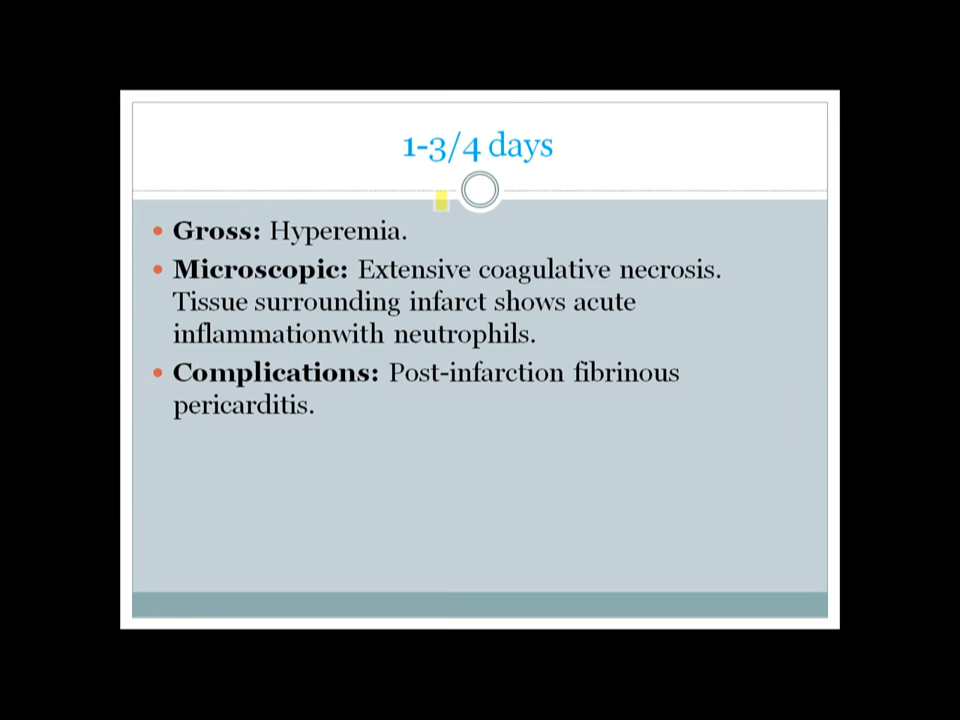 1-3/4 days
Gross: Hyperemia.
Microscopic: Extensive coagulative necrosis.
Tissue surrounding infarct shows acute
inflammationwith neutrophils.
Complications: Post-infarction fibrinous
pericarditis.